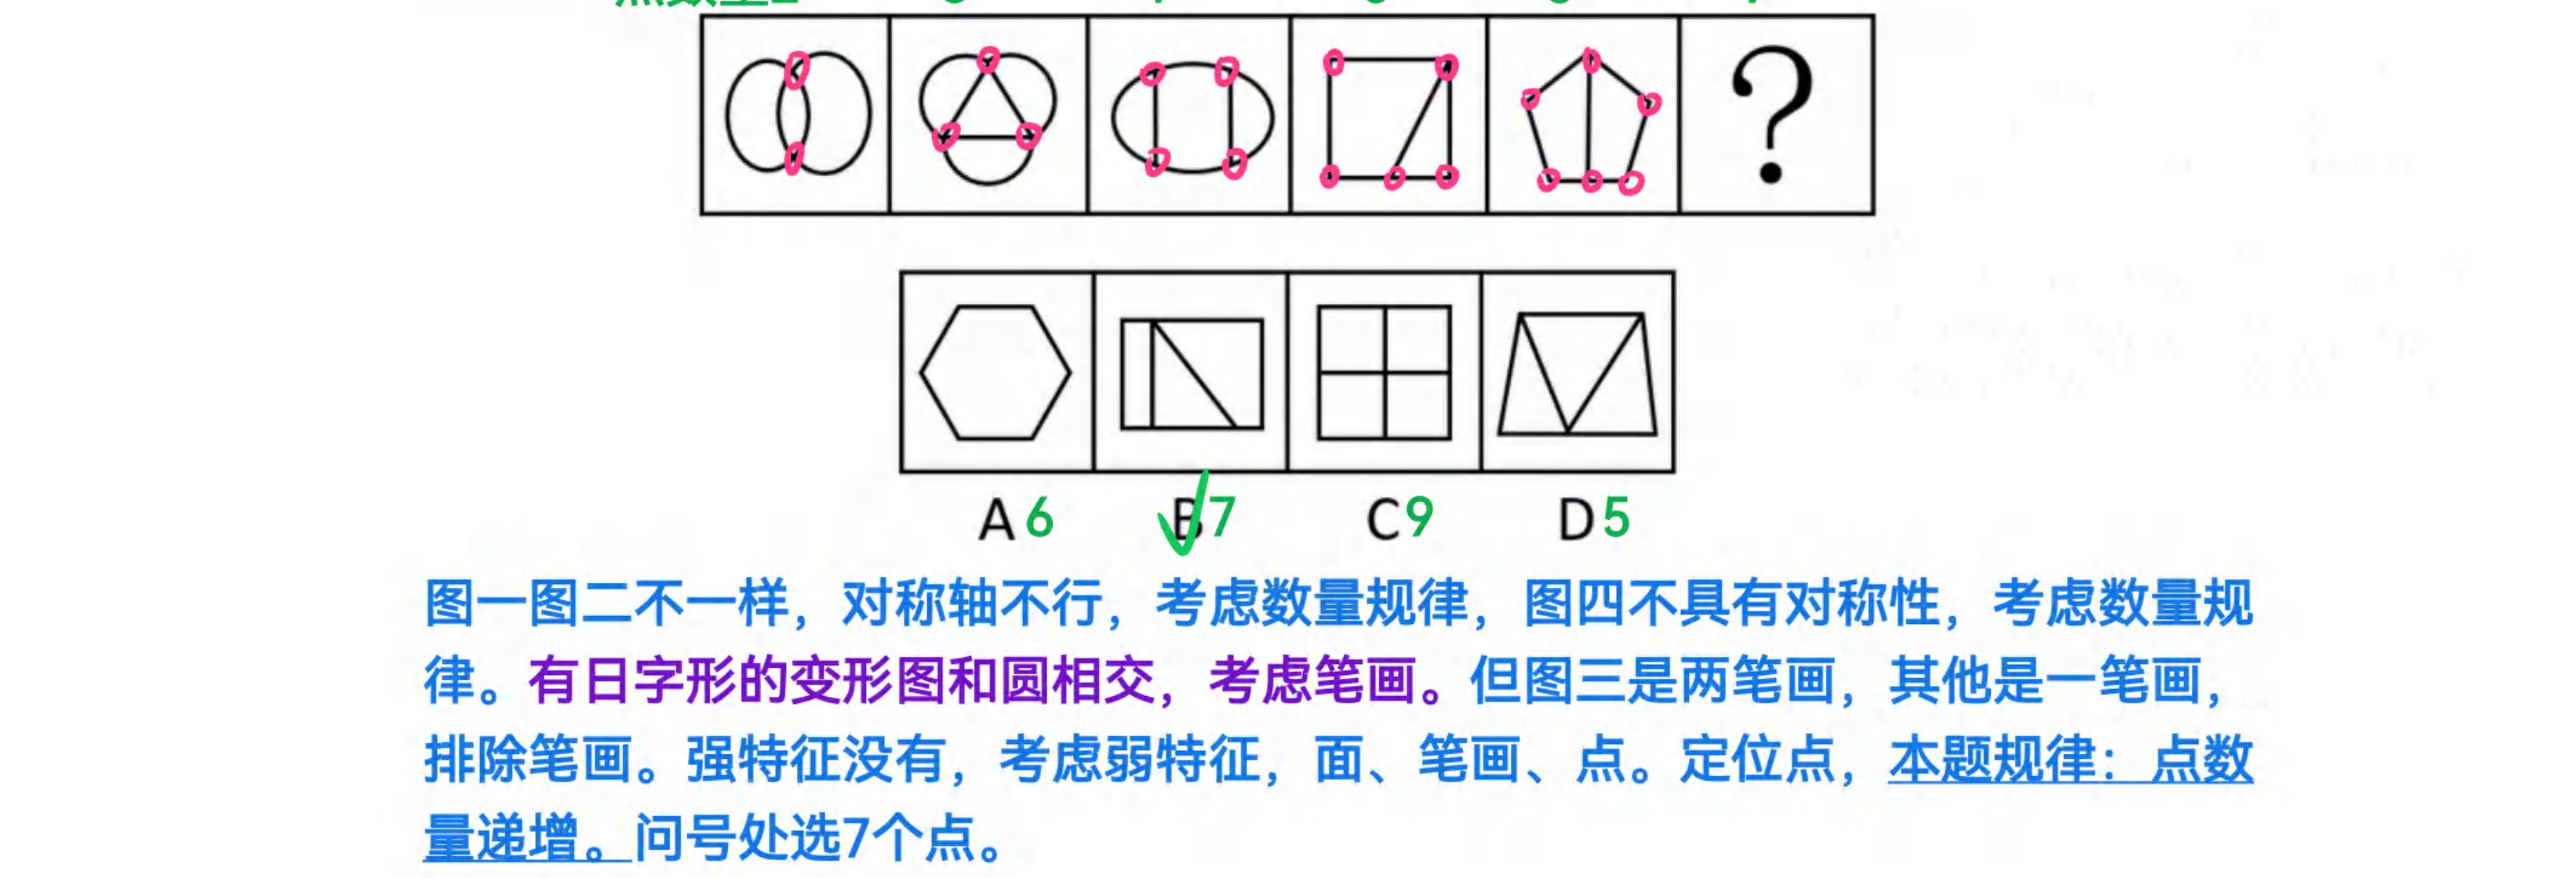 ?
A 6 B 7 C 9 D 5
图一图二不一样，对称轴不行，考虑数量规律，图四不具有对称性，考虑数量规
律。有日字形的变形图和圆相交，考虑笔画。但图三是两笔画，其他是一笔画，
排除笔画。强特征没有，考虑弱特征，面、笔画、点。定位点，本题规律：点数
量递增。问号处选7个点。